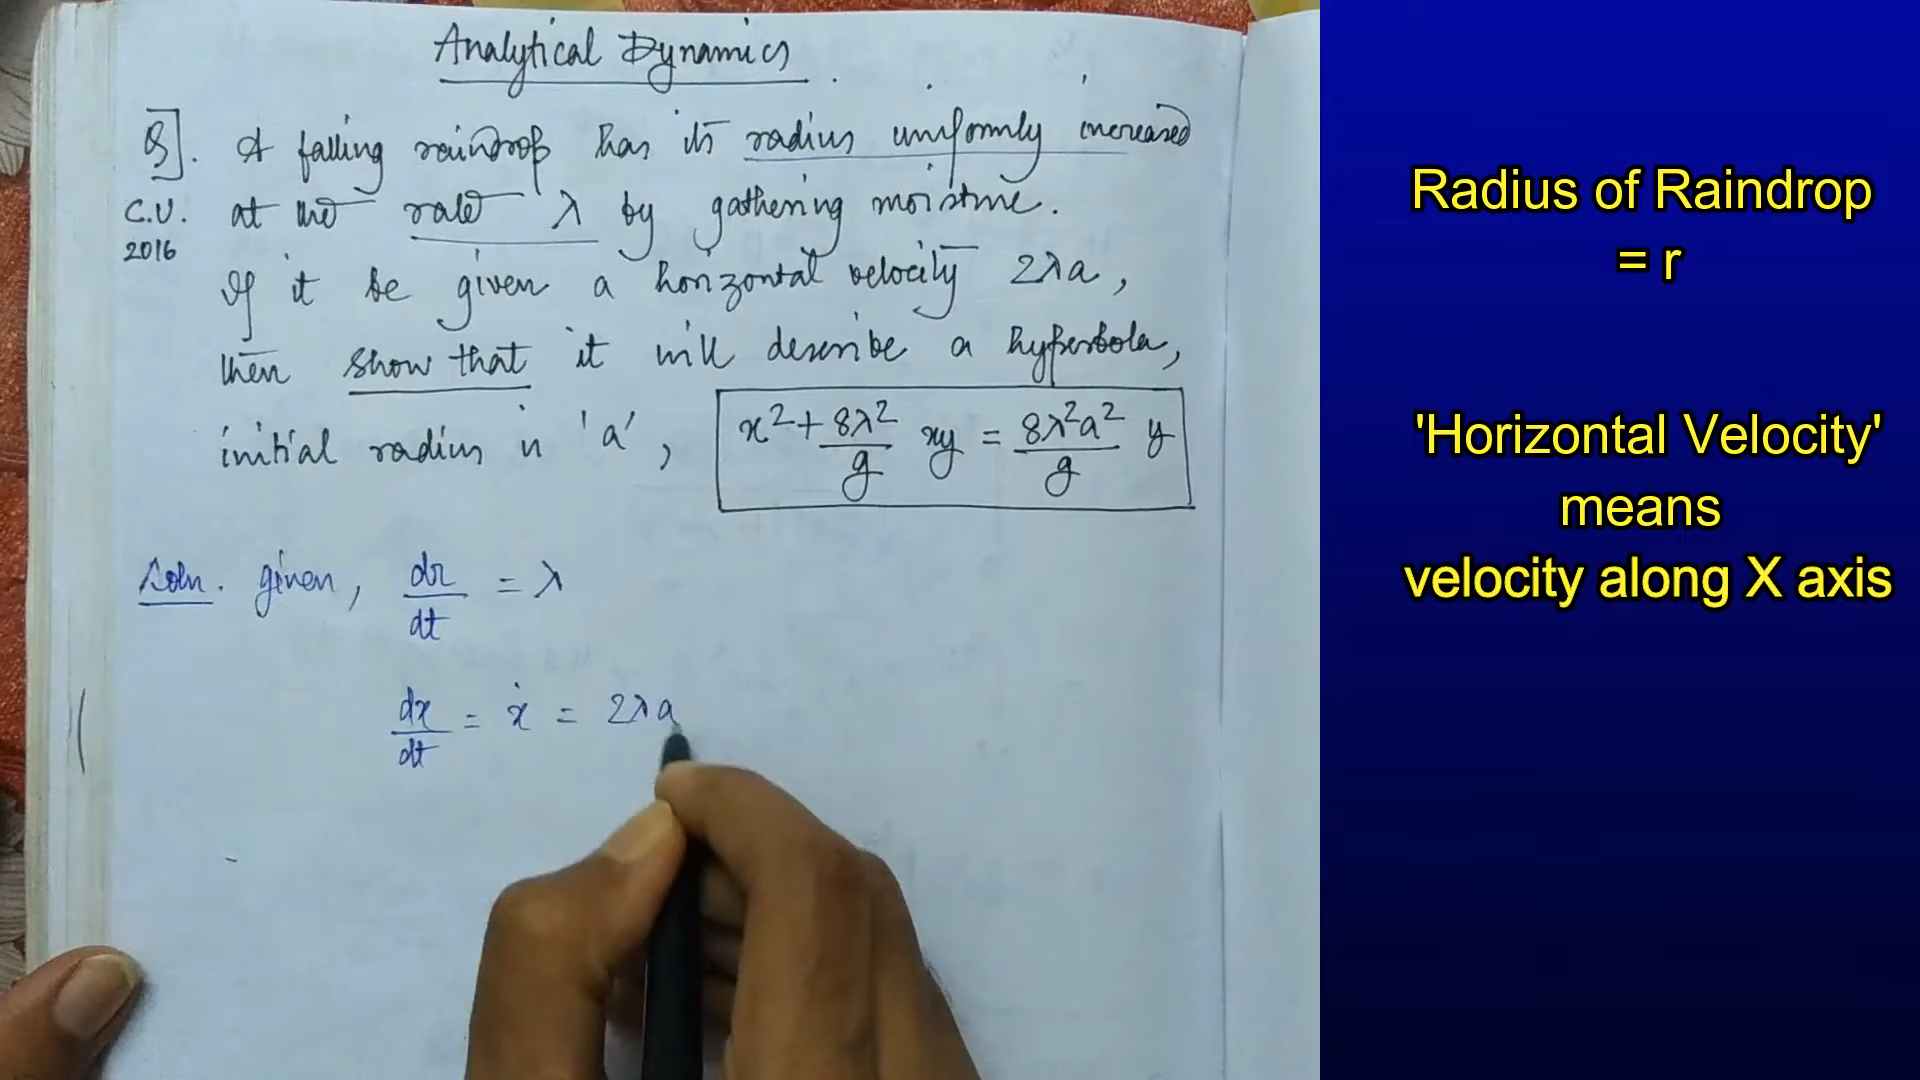 Analytical Dynamics
Q]. A falling raindrop has its radius uniformly increased
C.U. 2016 at the rate λ by gathering moisture.
If it be given a horizontal velocity 2λa,
then show that it will describe a hyperbola,
initial radius is 'a', x² + 8λ²/g xy = 8λ²a²/g y
Soln. given, dr/dt = λ
dx/dt = ẋ = 2λa
Radius of Raindrop
= r
'Horizontal Velocity'
means
velocity along X axis